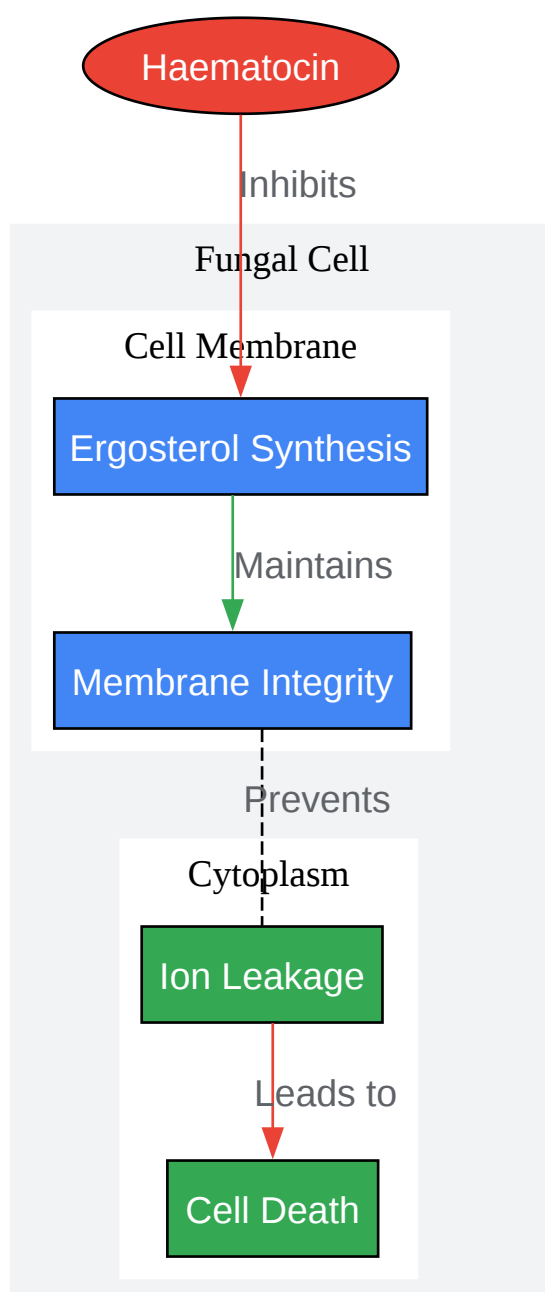 Haematocin
Inhibits
Fungal Cell
Cell Membrane
Ergosterol Synthesis
Maintains
Membrane Integrity
Prevents
Cytoplasm
Ion Leakage
Leads to
Cell Death